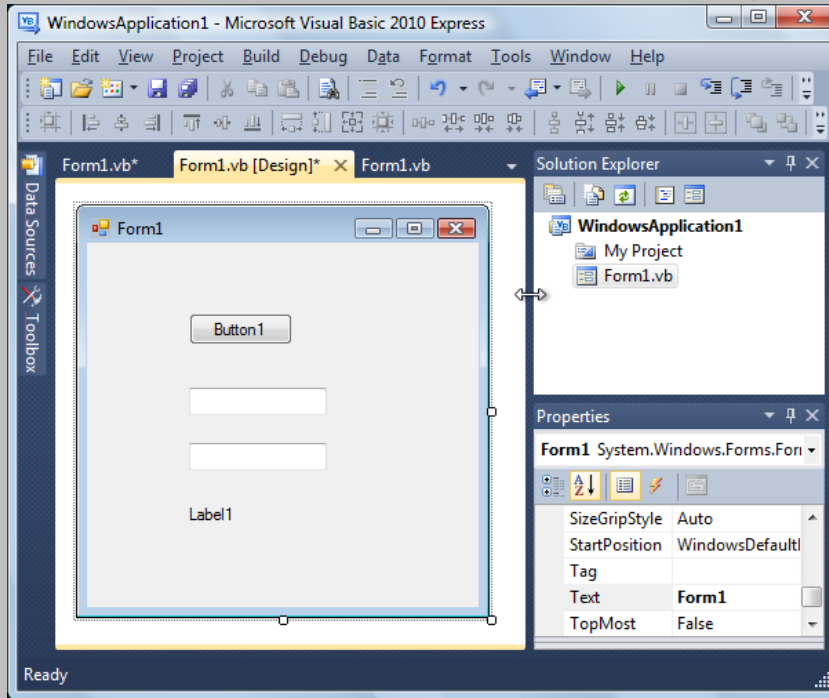 WindowsApplication1 - Microsoft Visual Basic 2010 Express
File Edit View Project Build Debug Data Format Tools Window Help
Data Sources
Toolbox
Form1.vb* Form1.vb [Design]* Form1.vb
Form1
Button1
Label1
Solution Explorer
WindowsApplication1
My Project
Form1.vb
Properties
Form1 System.Windows.Forms.Forı
SizeGripStyle Auto
StartPosition WindowsDefaultl
Tag
Text Form1
TopMost False
Ready